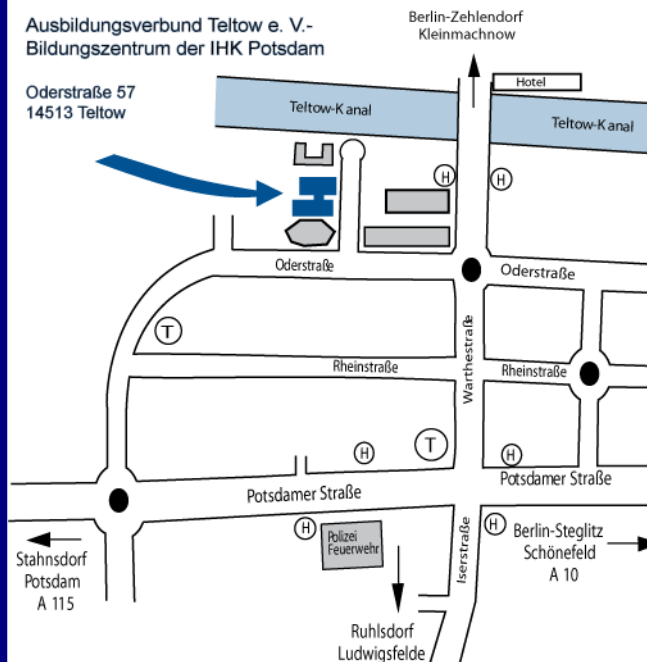 Ausbildungsverbund Teltow e. V.-
Bildungszentrum der IHK Potsdam
Oderstraße 57
14513 Teltow
Berlin-Zehlendorf
Kleinmachnow
Hotel
Teltow-Kanal
Teltow-Kanal
H
H
Oderstraße
Oderstraße
T
Warthestraße
Rheinstraße
Rheinstraße
H
T
H
Potsdamer Straße
Potsdamer Straße
H
Polizei
Feuerwehr
H
Iserstraße
Berlin-Steglitz
Schönefeld
A 10
Stahnsdorf
Potsdam
A 115
Ruhlsdorf
Ludwigsfelde